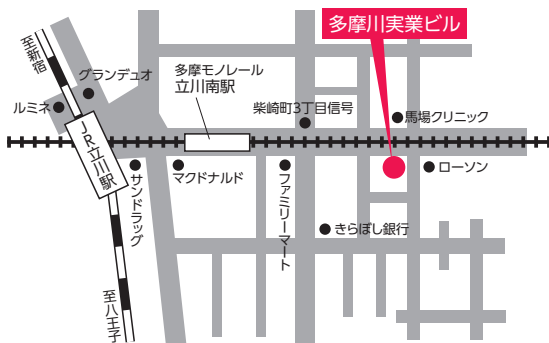 多摩川実業ビル
至新宿
グランデュオ
ルミネ
多摩モノレール
立川南駅
柴崎町3丁目信号
馬場クリニック
JR立川駅
サンドラッグ
マクドナルド
ファミリーマート
ローソン
きらぼし銀行
至八王子